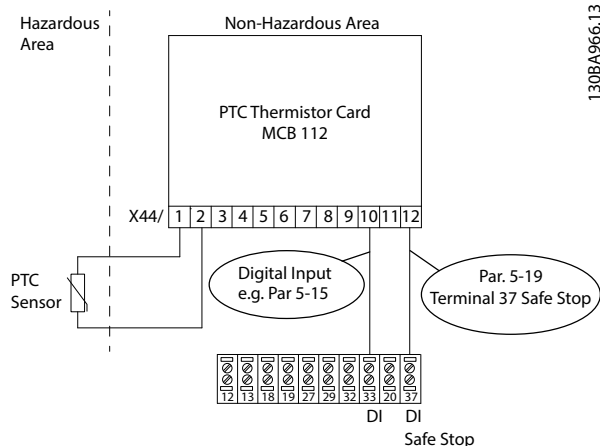 Hazardous
Area
Non-Hazardous Area
130BA966.13
PTC Thermistor Card
MCB 112
X44/ 1 2 3 4 5 6 7 8 9 10 11 12
PTC
Sensor
Digital Input
e.g. Par 5-15
Par. 5-19
Terminal 37 Safe Stop
12 13 18 19 27 29 32 33 20 37
DI DI
Safe Stop